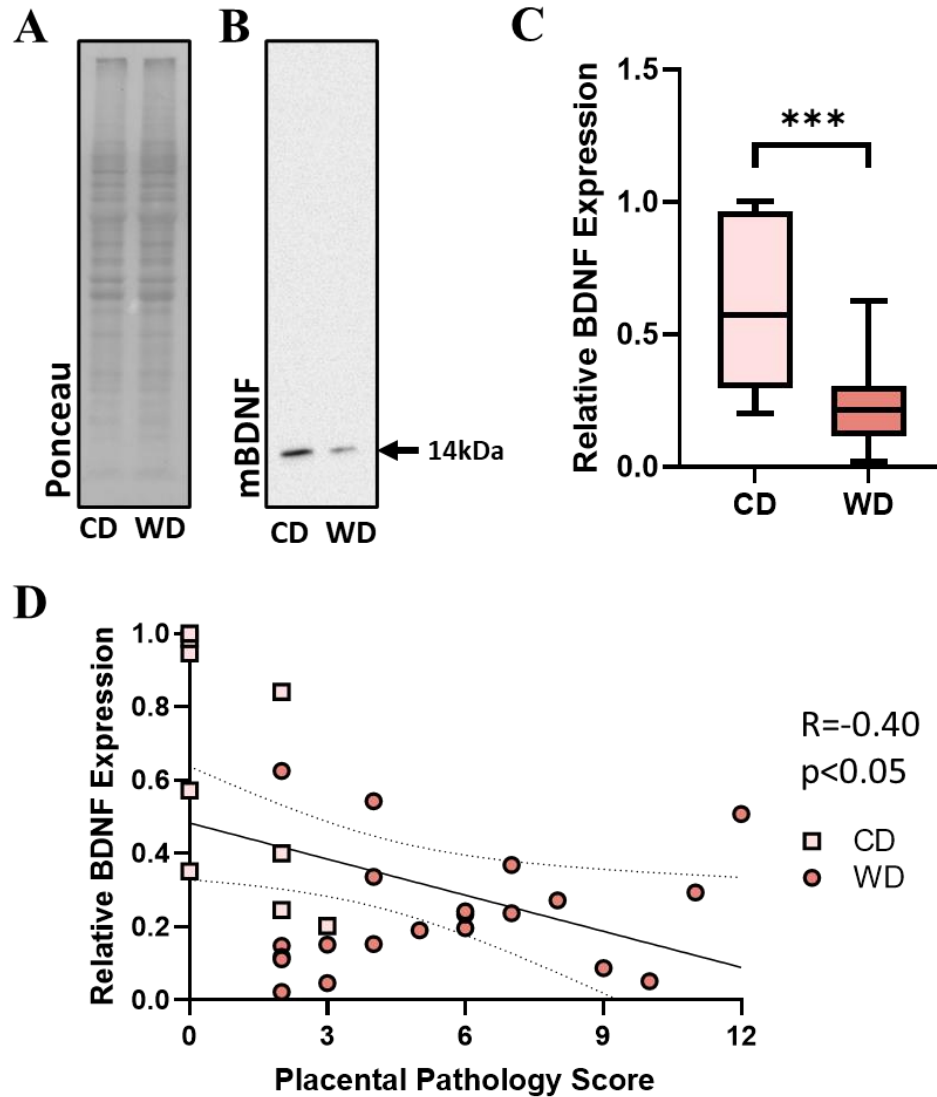 A
B
C
Ponceau
CD WD
mBDNF
14kDa
CD WD
Relative BDNF Expression
1.5
1.0
0.5
0.0
***
CD
WD
D
Relative BDNF Expression
1.0
0.8
0.6
0.4
0.2
0.0
0
3
6
9
12
Placental Pathology Score
R=-0.40
p<0.05
CD
WD